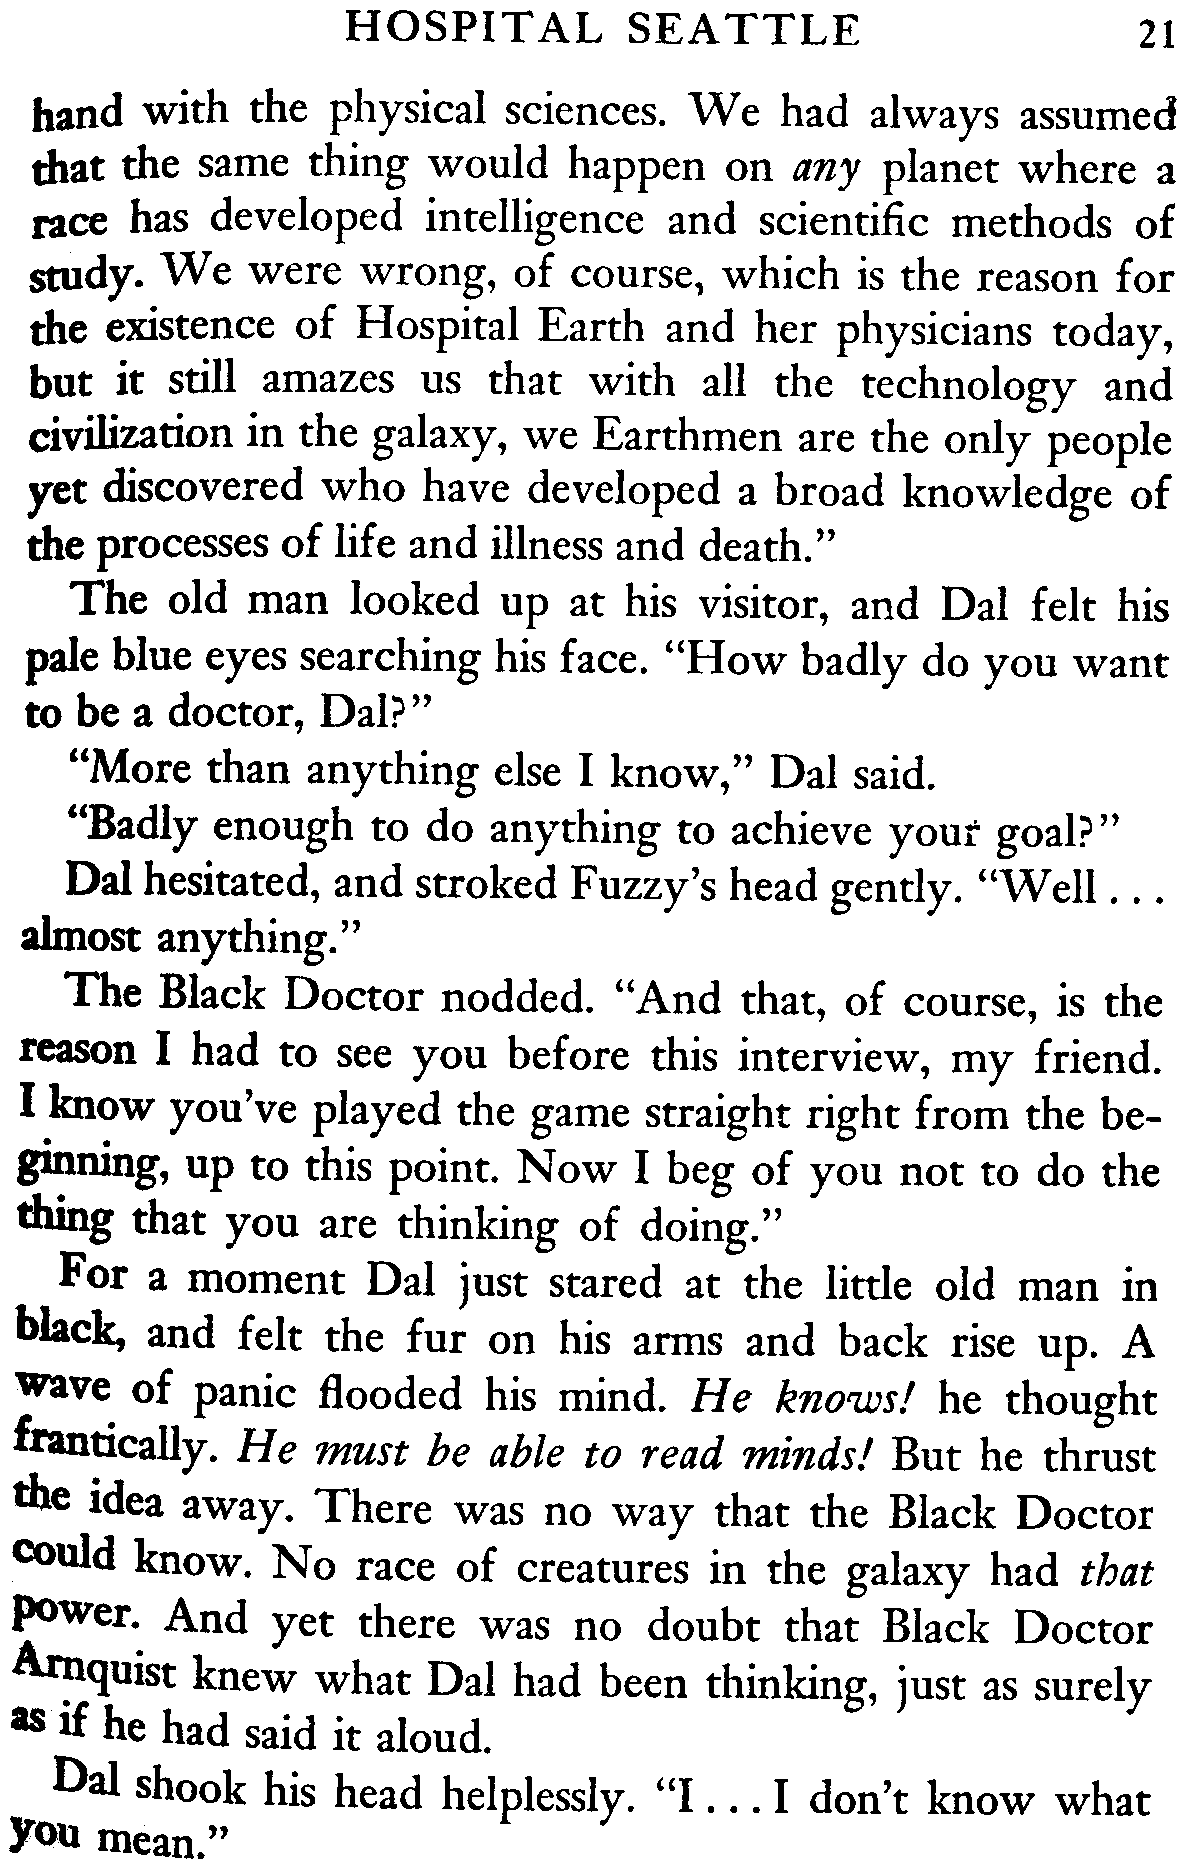 HOSPITAL SEATTLE 21
hand with the physical sciences. We had always assumed
that the same thing would happen on any planet where a
race has developed intelligence and scientific methods of
study. We were wrong, of course, which is the reason for
the existence of Hospital Earth and her physicians today,
but it still amazes us that with all the technology and
civilization in the galaxy, we Earthmen are the only people
yet discovered who have developed a broad knowledge of
the processes of life and illness and death.”
The old man looked up at his visitor, and Dal felt his
pale blue eyes searching his face. “How badly do you want
to be a doctor, Dal?”
“More than anything else I know,” Dal said.
“Badly enough to do anything to achieve your goal?”
Dal hesitated, and stroked Fuzzy’s head gently. “Well . . .
almost anything.”
The Black Doctor nodded. “And that, of course, is the
reason I had to see you before this interview, my friend.
I know you’ve played the game straight right from the be-
ginning, up to this point. Now I beg of you not to do the
thing that you are thinking of doing.”
For a moment Dal just stared at the little old man in
black, and felt the fur on his arms and back rise up. A
wave of panic flooded his mind. He knows! he thought
frantically. He must be able to read minds! But he thrust
the idea away. There was no way that the Black Doctor
could know. No race of creatures in the galaxy had that
power. And yet there was no doubt that Black Doctor
Arnquist knew what Dal had been thinking, just as surely
as if he had said it aloud.
Dal shook his head helplessly. “I . . . I don’t know what
you mean.”